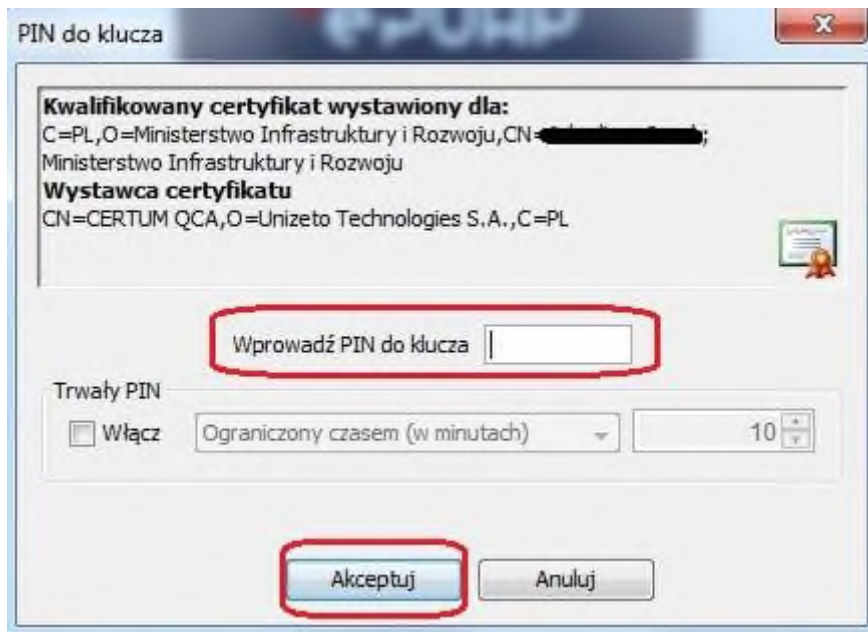 ePUAP
PIN do klucza
Kwalifikowany certyfikat wystawiony dla:
C=PL,O=Ministerstwo Infrastruktury i Rozwoju,CN=
;
Ministerstwo Infrastruktury i Rozwoju
Wystawca certyfikatu
CN=CERTUM QCA,O=Unizeto Technologies S.A.,C=PL
Wprowadź PIN do klucza
Trwały PIN
Włącz
Ograniczony czasem (w minutach)
10
Akceptuj
Anuluj